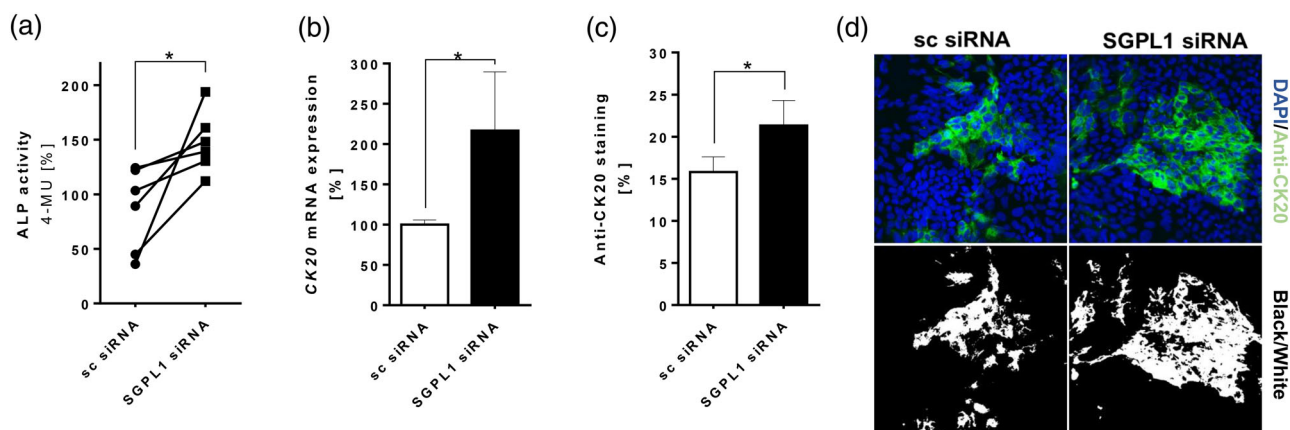 (a)
ALP activity
4-MU [%]
200
150
100
50
0
*
sc siRNA
SGPL1 siRNA
(b)
CK20 mRNA expression
[%]
300
250
200
150
100
50
0
*
sc siRNA
SGPL1 siRNA
(c)
Anti-CK20 staining
[%]
30
25
20
15
10
5
0
*
sc siRNA
SGPL1 siRNA
(d)
sc siRNA
SGPL1 siRNA
DAPI/Anti-CK20
Black/White